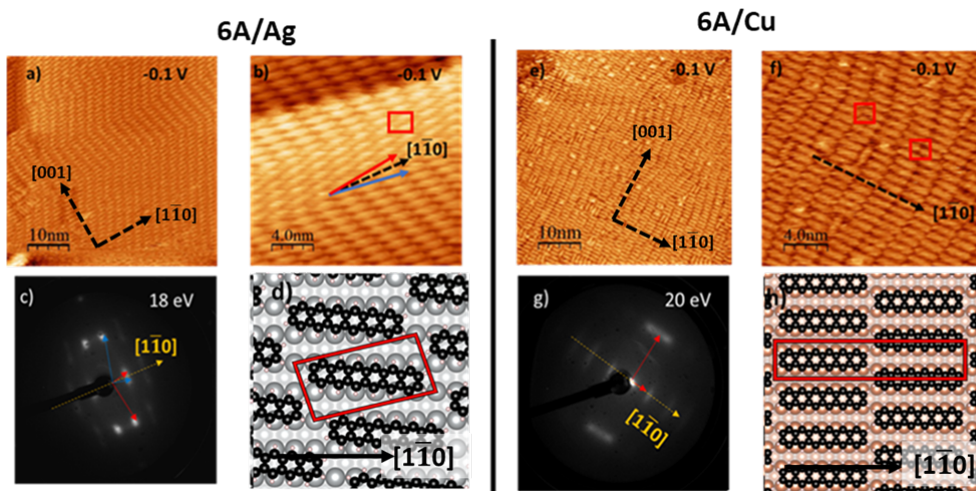 6A/Ag
6A/Cu
a)
-0.1 V
[001]
[11̅0]
10nm
b)
-0.1 V
[11̅0]
4.0nm
e)
-0.1 V
[001]
[11̅0]
10nm
f)
-0.1 V
[11̅0]
4.0nm
c)
18 eV
[11̅0]
d)
[11̅0]
g)
20 eV
[11̅0]
h)
[11̅0]